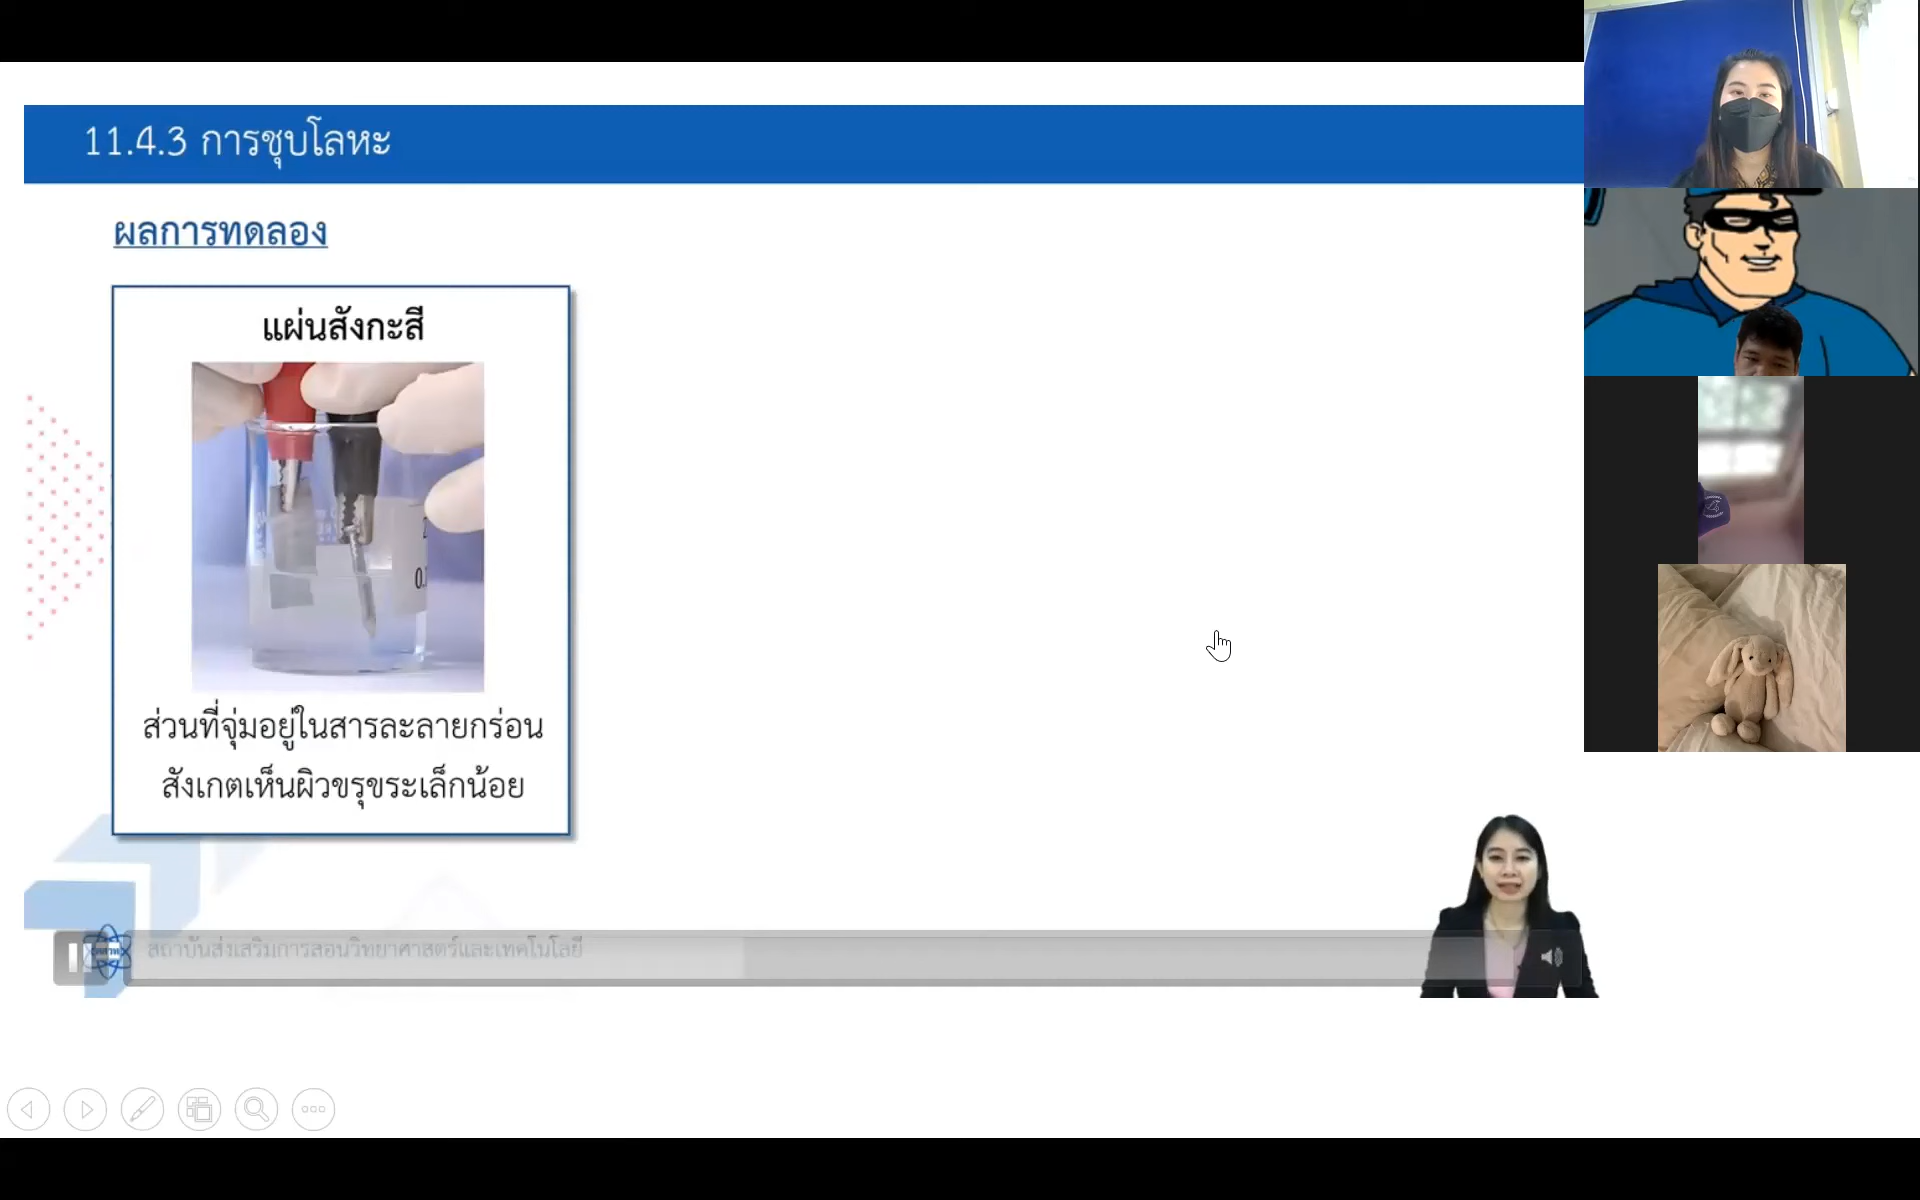 11.4.3 การชุบโลหะ
ผลการทดลอง
แผ่นสังกะสี
0.
ส่วนที่จุ่มอยู่ในสารละลายกร่อน
สังเกตเห็นผิวขรุขระเล็กน้อย
สถาบันส่งเสริมการสอนวิทยาศาสตร์และเทคโนโลยี